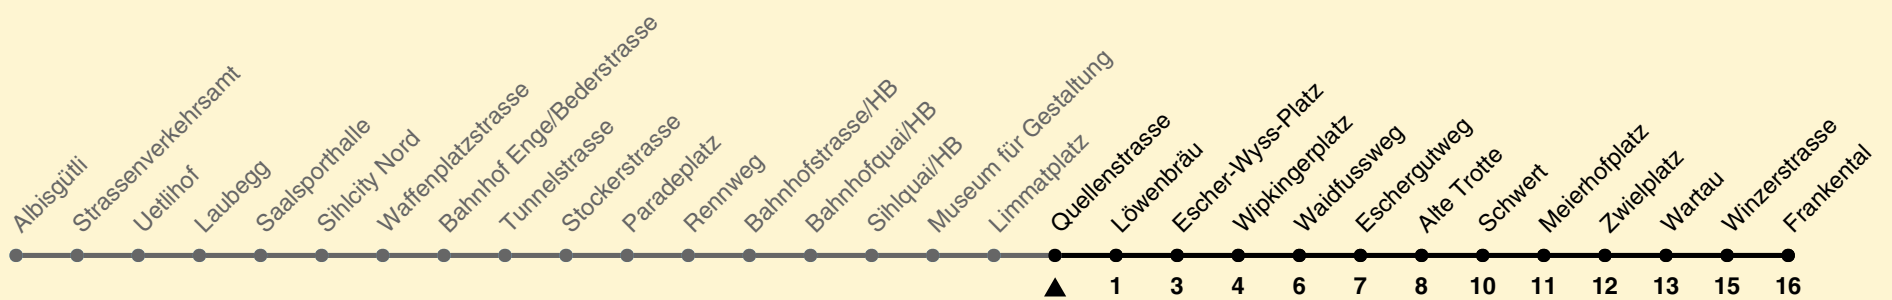 Albisgütli
Strassenverkehrsamt
Uetlihof
Laubegg
Saalsporthalle
Sihlcity Nord
Waffenplatzstrasse
Bahnhof Enge/Bederstrasse
Tunnelstrasse
Stockerstrasse
Paradeplatz
Rennweg
Bahnhofstrasse/HB
Bahnhofquai/HB
Sihlquai/HB
Museum für Gestaltung
Limmatplatz
Quellenstrasse
Löwenbräu
Escher-Wyss-Platz
Wipkingerplatz
Waidfussweg
Eschergutweg
Alte Trotte
Schwert
Meierhofplatz
Zwielplatz
Wartau
Winzerstrasse
Frankental
1 3 4 6 7 8 10 11 12 13 15 16